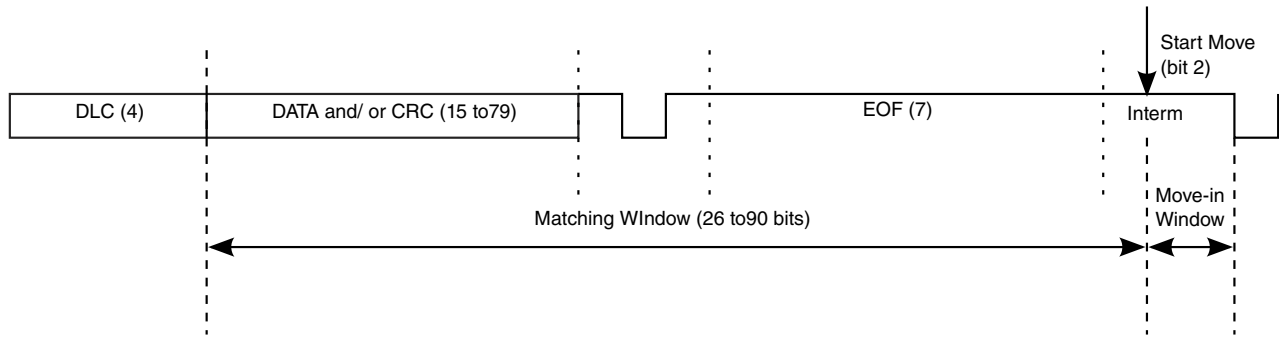 Start Move
(bit 2)
DLC (4)
DATA and/ or CRC (15 to79)
EOF (7)
Interm
Move-in
Window
Matching WIndow (26 to90 bits)